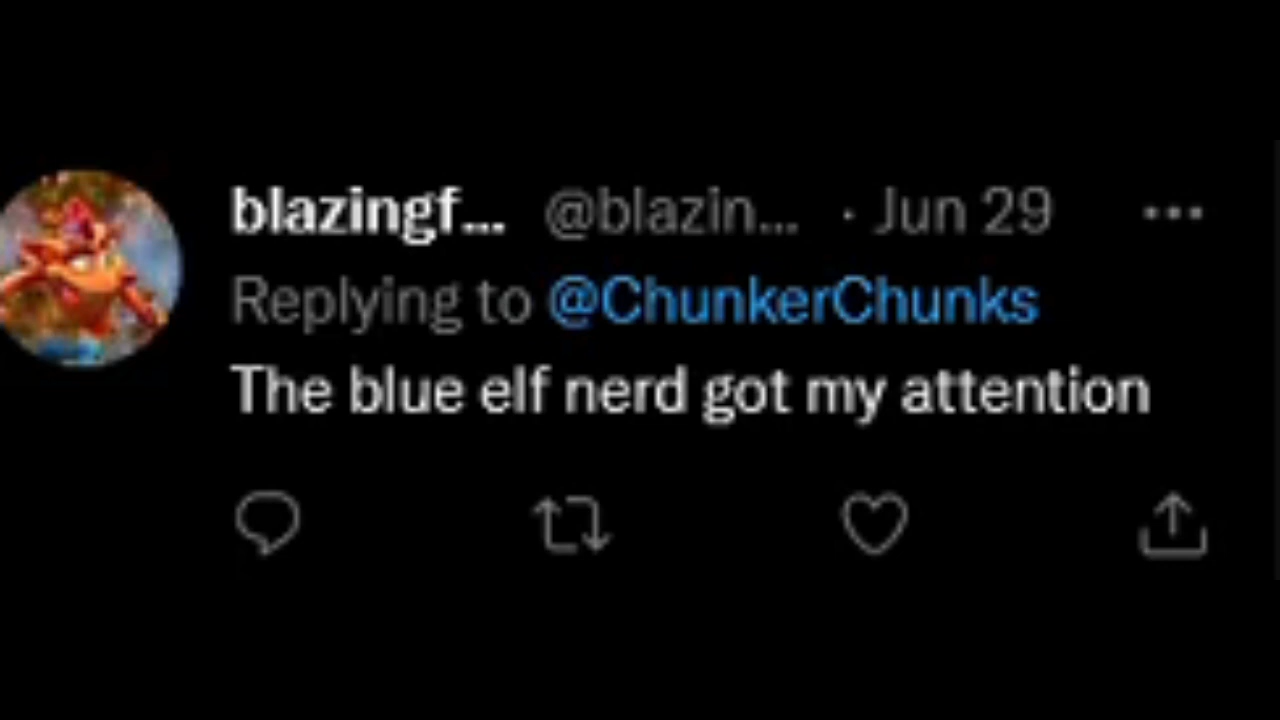 blazingf... @blazin... · Jun 29
Replying to @ChunkerChunks
The blue elf nerd got my attention